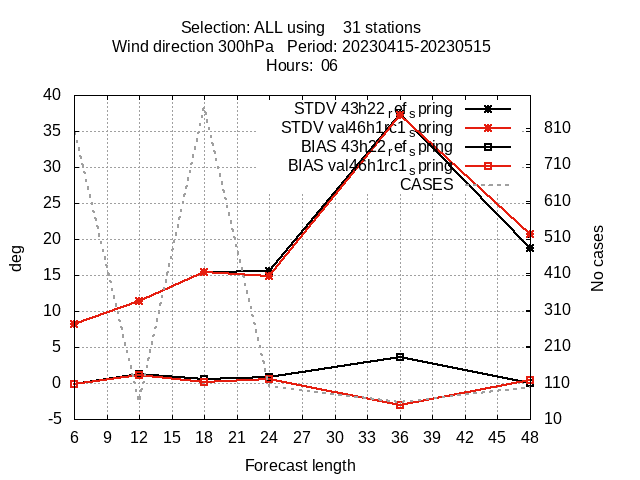 Selection: ALL using    31 stations
Wind direction 300hPa   Period: 20230415-20230515
Hours:  06
STDV 43h22_ref_spring
STDV val46h1rc1_spring
BIAS 43h22_ref_spring
BIAS val46h1rc1_spring
CASES
40
35
30
25
20
15
10
5
0
-5
deg
810
710
610
510
410
310
210
110
10
No cases
6 9 12 15 18 21 24 27 30 33 36 39 42 45 48
Forecast length